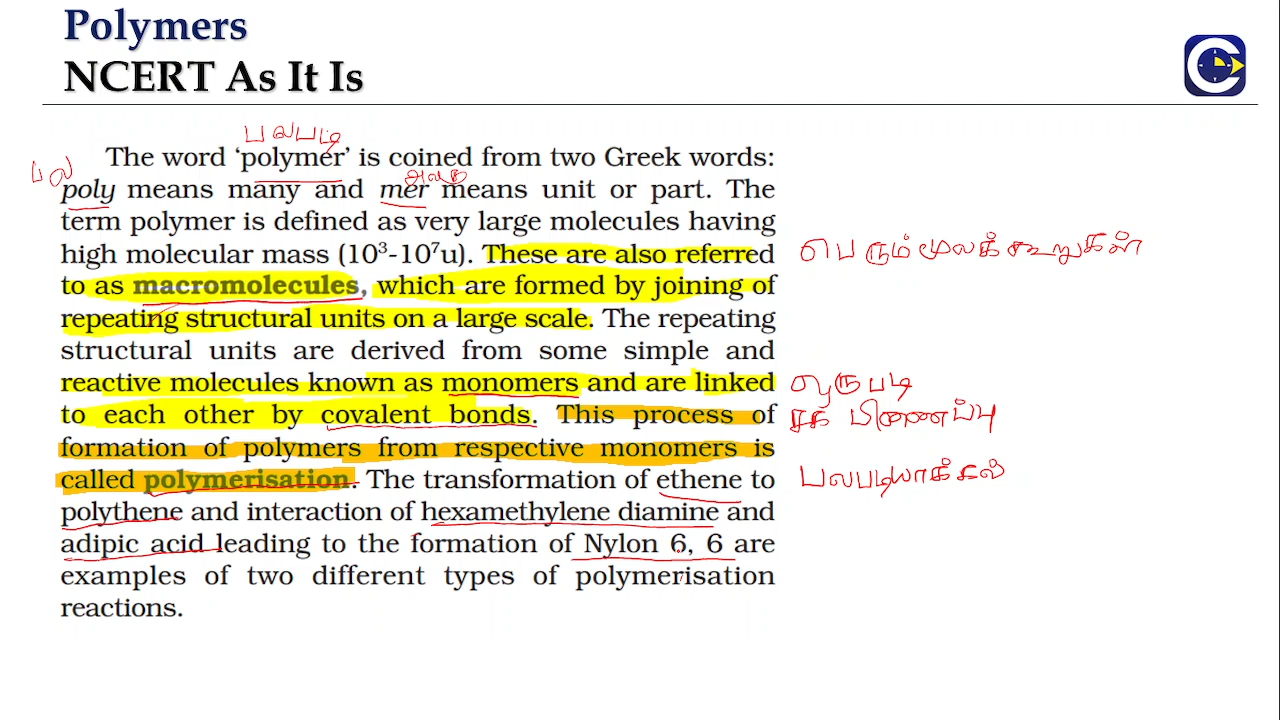 Polymers
NCERT As It Is
பலபடி
The word ‘polymer’ is coined from two Greek words:
பல
அலகு
poly means many and mer means unit or part. The
term polymer is defined as very large molecules having
high molecular mass (10³-10⁷u). These are also referred
பெரும் மூலக்கூறுகள்
to as macromolecules, which are formed by joining of
repeating structural units on a large scale. The repeating
structural units are derived from some simple and
reactive molecules known as monomers and are linked
ஒருபடி
to each other by covalent bonds. This process of
சக பிணைப்பு
formation of polymers from respective monomers is
called polymerisation. The transformation of ethene to
பலபடியாக்கல்
polythene and interaction of hexamethylene diamine and
adipic acid leading to the formation of Nylon 6, 6 are
examples of two different types of polymerisation
reactions.